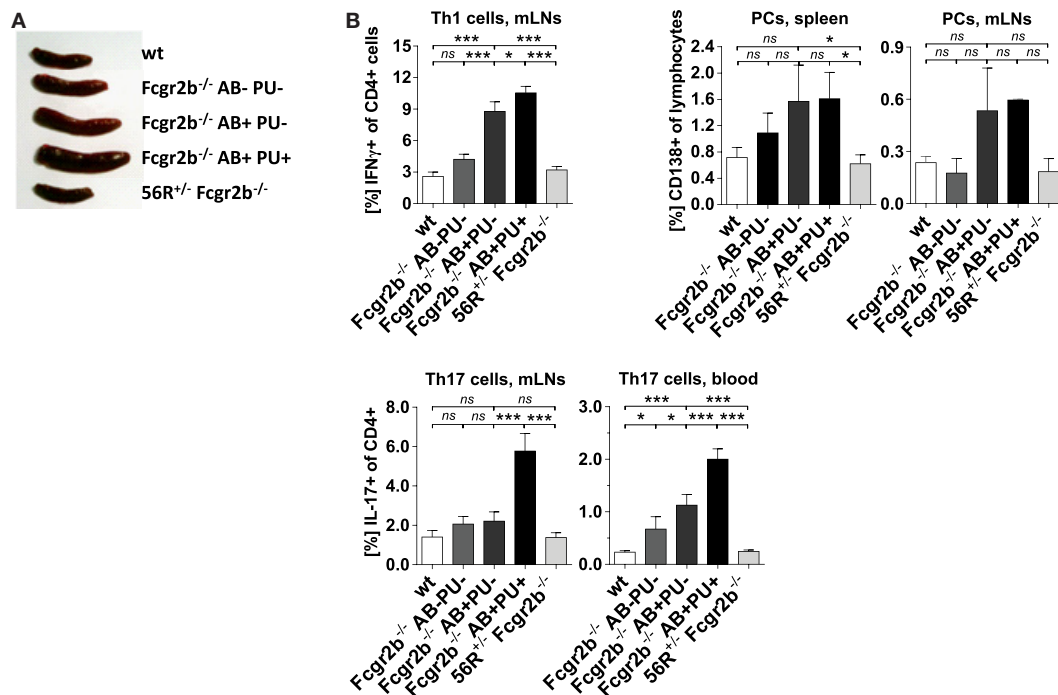 A
wt
Fcgr2b-/- AB- PU-
Fcgr2b-/- AB+ PU-
Fcgr2b-/- AB+ PU+
56R+/- Fcgr2b-/-
B
Th1 cells, mLNs
*** ***
ns *** * ***
[%] IFNγ+ of CD4+ cells
15
12
9
6
3
0
wt
Fcgr2b-/- AB-PU-
Fcgr2b-/- AB+PU-
Fcgr2b-/- AB+PU+
56R+/- Fcgr2b-/-
PCs, spleen
ns *
ns ns ns *
[%] CD138+ of lymphocytes
2.4
2.0
1.6
1.2
0.8
0.4
0.0
wt
Fcgr2b-/- AB-PU-
Fcgr2b-/- AB+PU-
Fcgr2b-/- AB+PU+
56R+/- Fcgr2b-/-
PCs, mLNs
ns ns
ns ns ns ns
0.9
0.6
0.3
0.0
wt
Fcgr2b-/- AB-PU-
Fcgr2b-/- AB+PU-
Fcgr2b-/- AB+PU+
56R+/- Fcgr2b-/-
Th17 cells, mLNs
ns ns
ns ns *** ***
[%] IL-17+ of CD4+
8.0
6.0
4.0
2.0
0.0
wt
Fcgr2b-/- AB-PU-
Fcgr2b-/- AB+PU-
Fcgr2b-/- AB+PU+
56R+/- Fcgr2b-/-
Th17 cells, blood
*** ***
* * *** ***
3.0
2.0
1.0
0.0
wt
Fcgr2b-/- AB-PU-
Fcgr2b-/- AB+PU-
Fcgr2b-/- AB+PU+
56R+/- Fcgr2b-/-